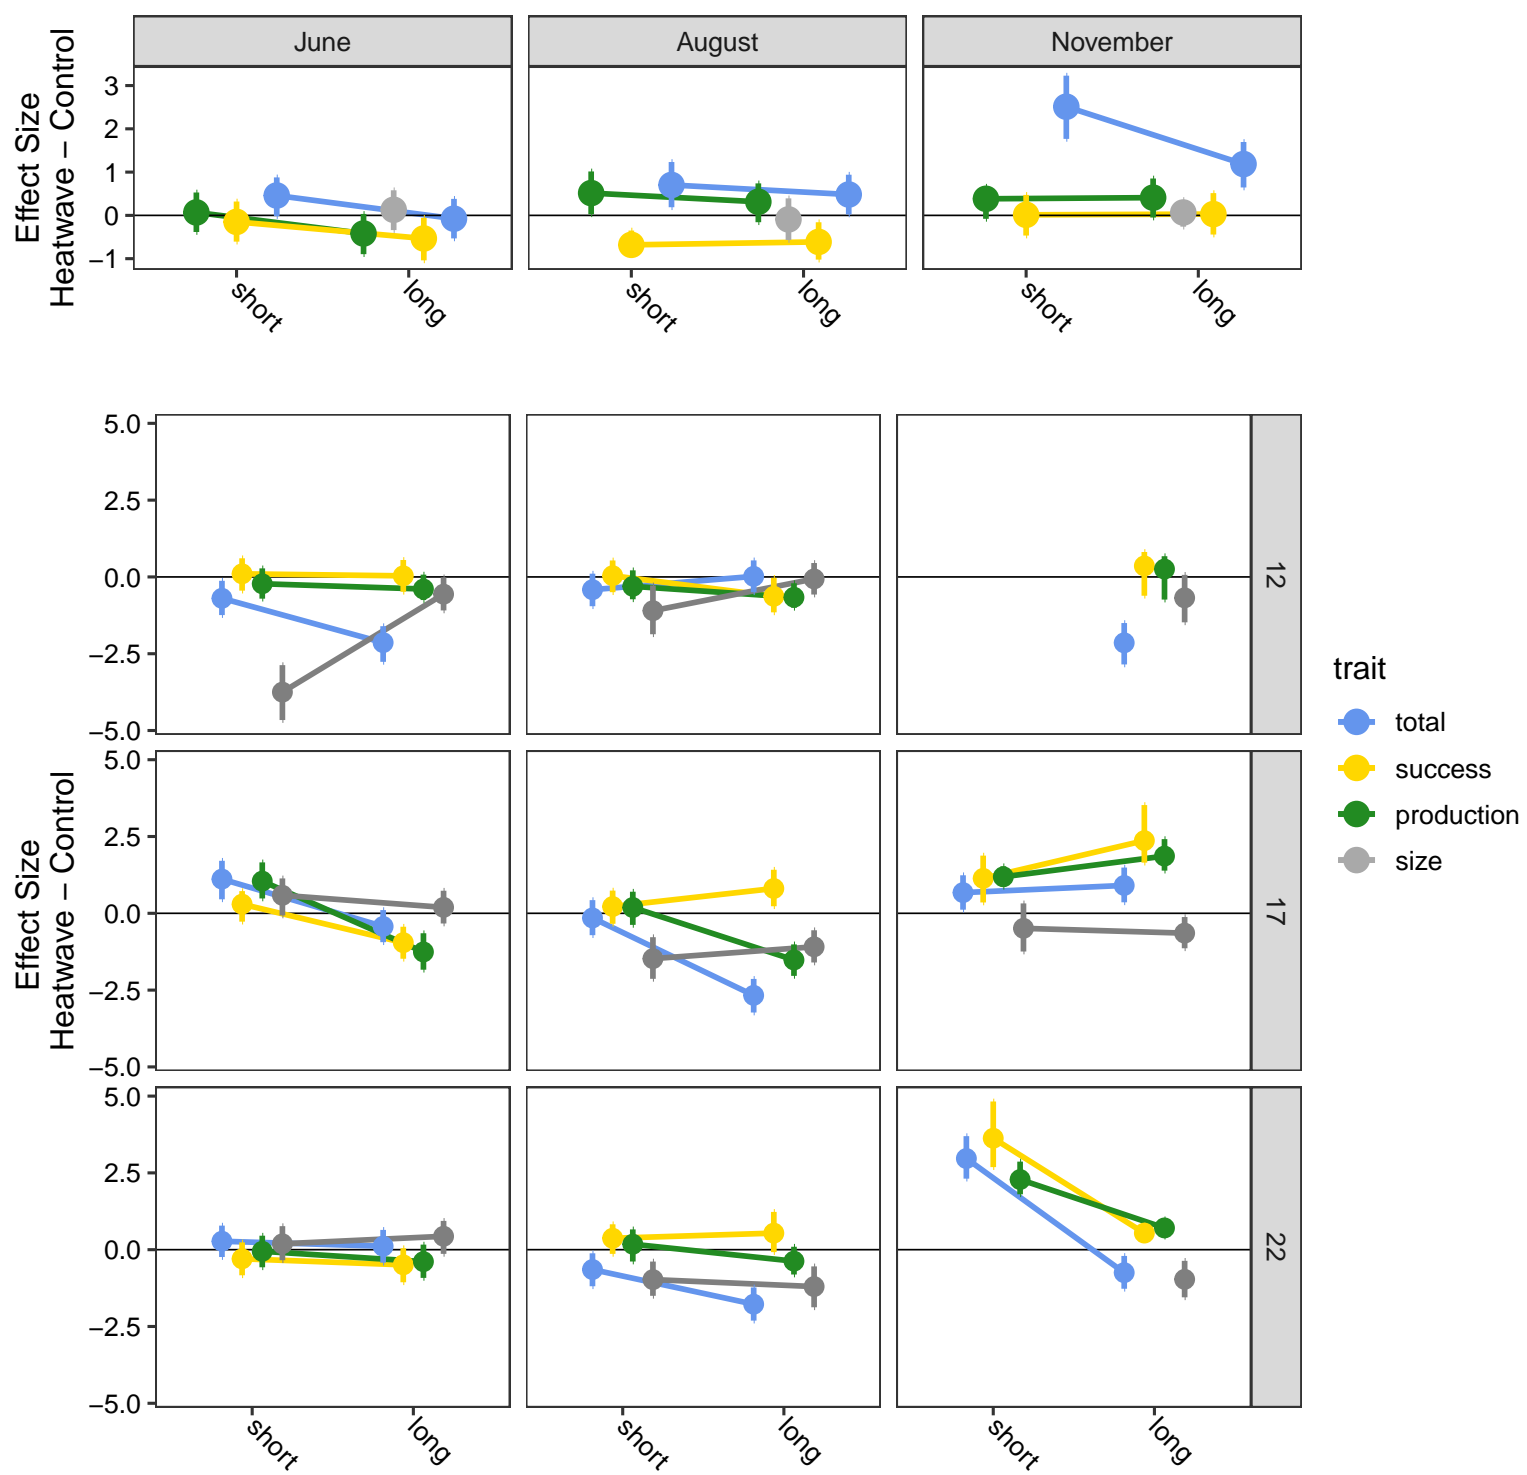 June
August
November
Effect Size
Heatwave – Control
3
2
1
0
−1
short
long
short
long
short
long
5.0
2.5
0.0
−2.5
−5.0
12
Effect Size
Heatwave – Control
5.0
2.5
0.0
−2.5
−5.0
17
5.0
2.5
0.0
−2.5
−5.0
22
short
long
short
long
short
long
trait
total
success
production
size